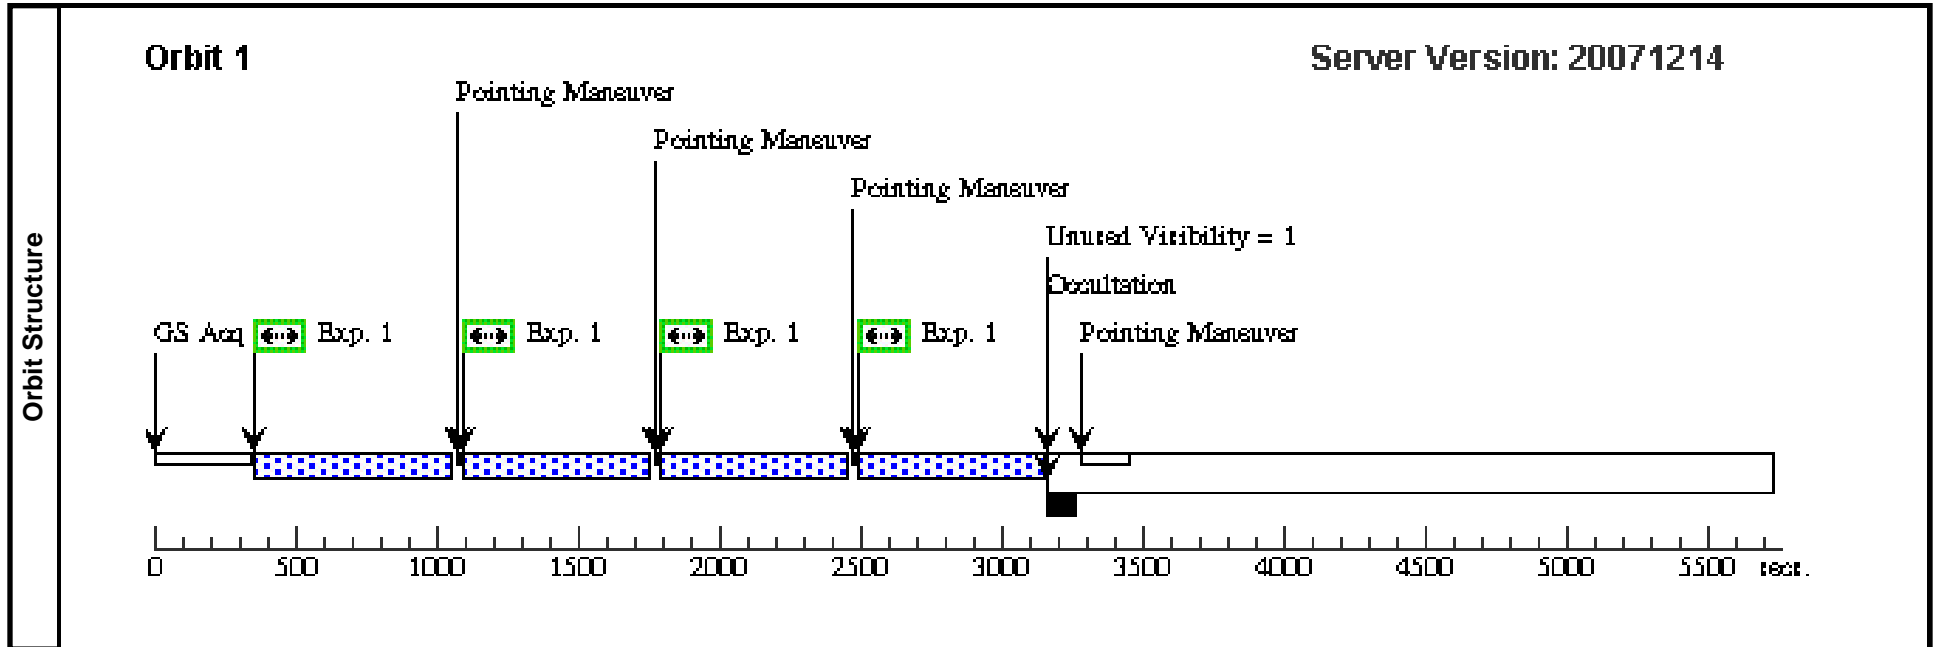 Orbit Structure
Orbit 1
Server Version: 20071214
Pointing Maneuver
Pointing Maneuver
Pointing Maneuver
Unused Visibility = 1
Occultation
GS Acq
Exp. 1
Exp. 1
Exp. 1
Exp. 1
Pointing Maneuver
0 500 1000 1500 2000 2500 3000 3500 4000 4500 5000 5500 secs.